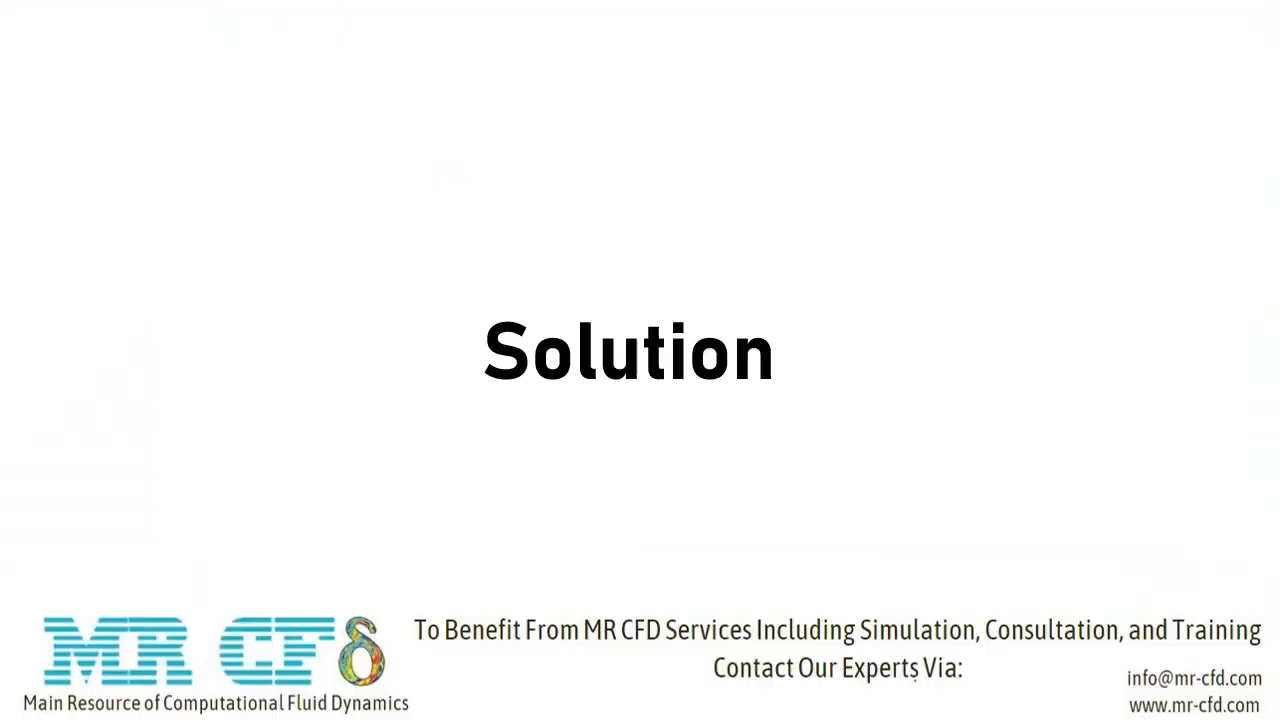 Solution
MR CFδ
Main Resource of Computational Fluid Dynamics
To Benefit From MR CFD Services Including Simulation, Consultation, and Training
Contact Our Experts Via:
info@mr-cfd.com
www.mr-cfd.com